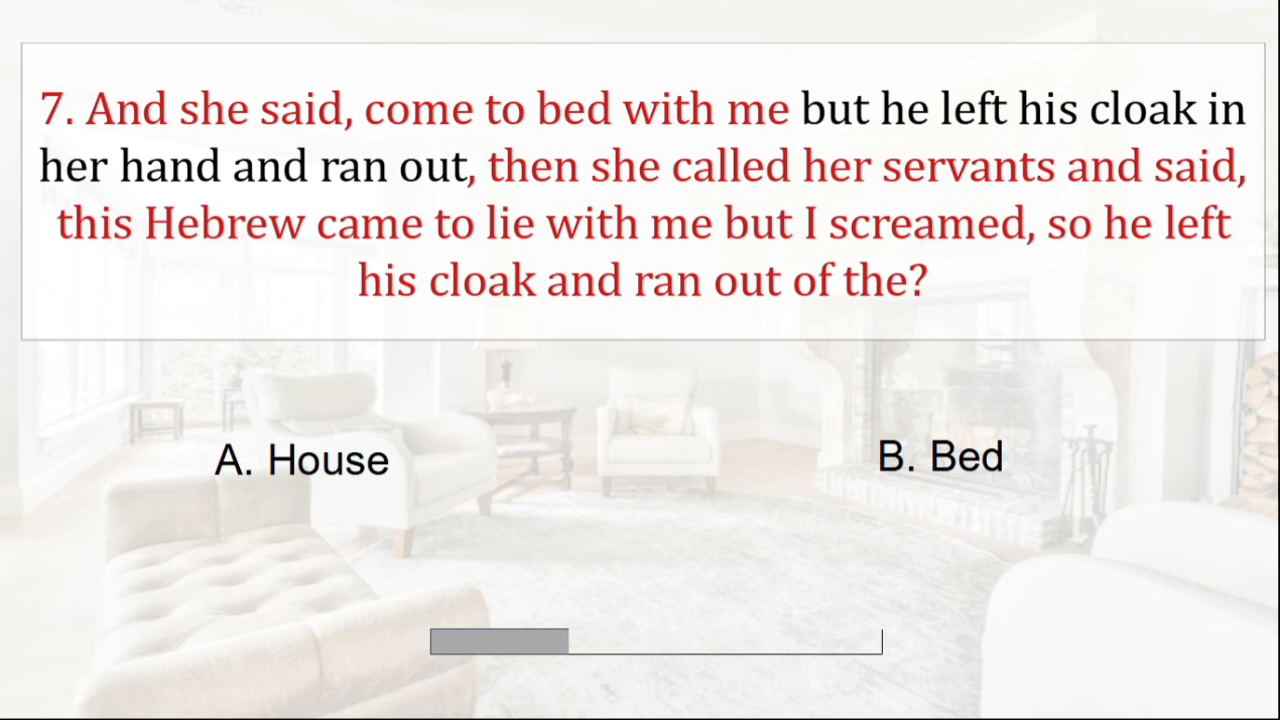 7. And she said, come to bed with me but he left his cloak in
her hand and ran out, then she called her servants and said,
this Hebrew came to lie with me but I screamed, so he left
his cloak and ran out of the?
A. House
B. Bed